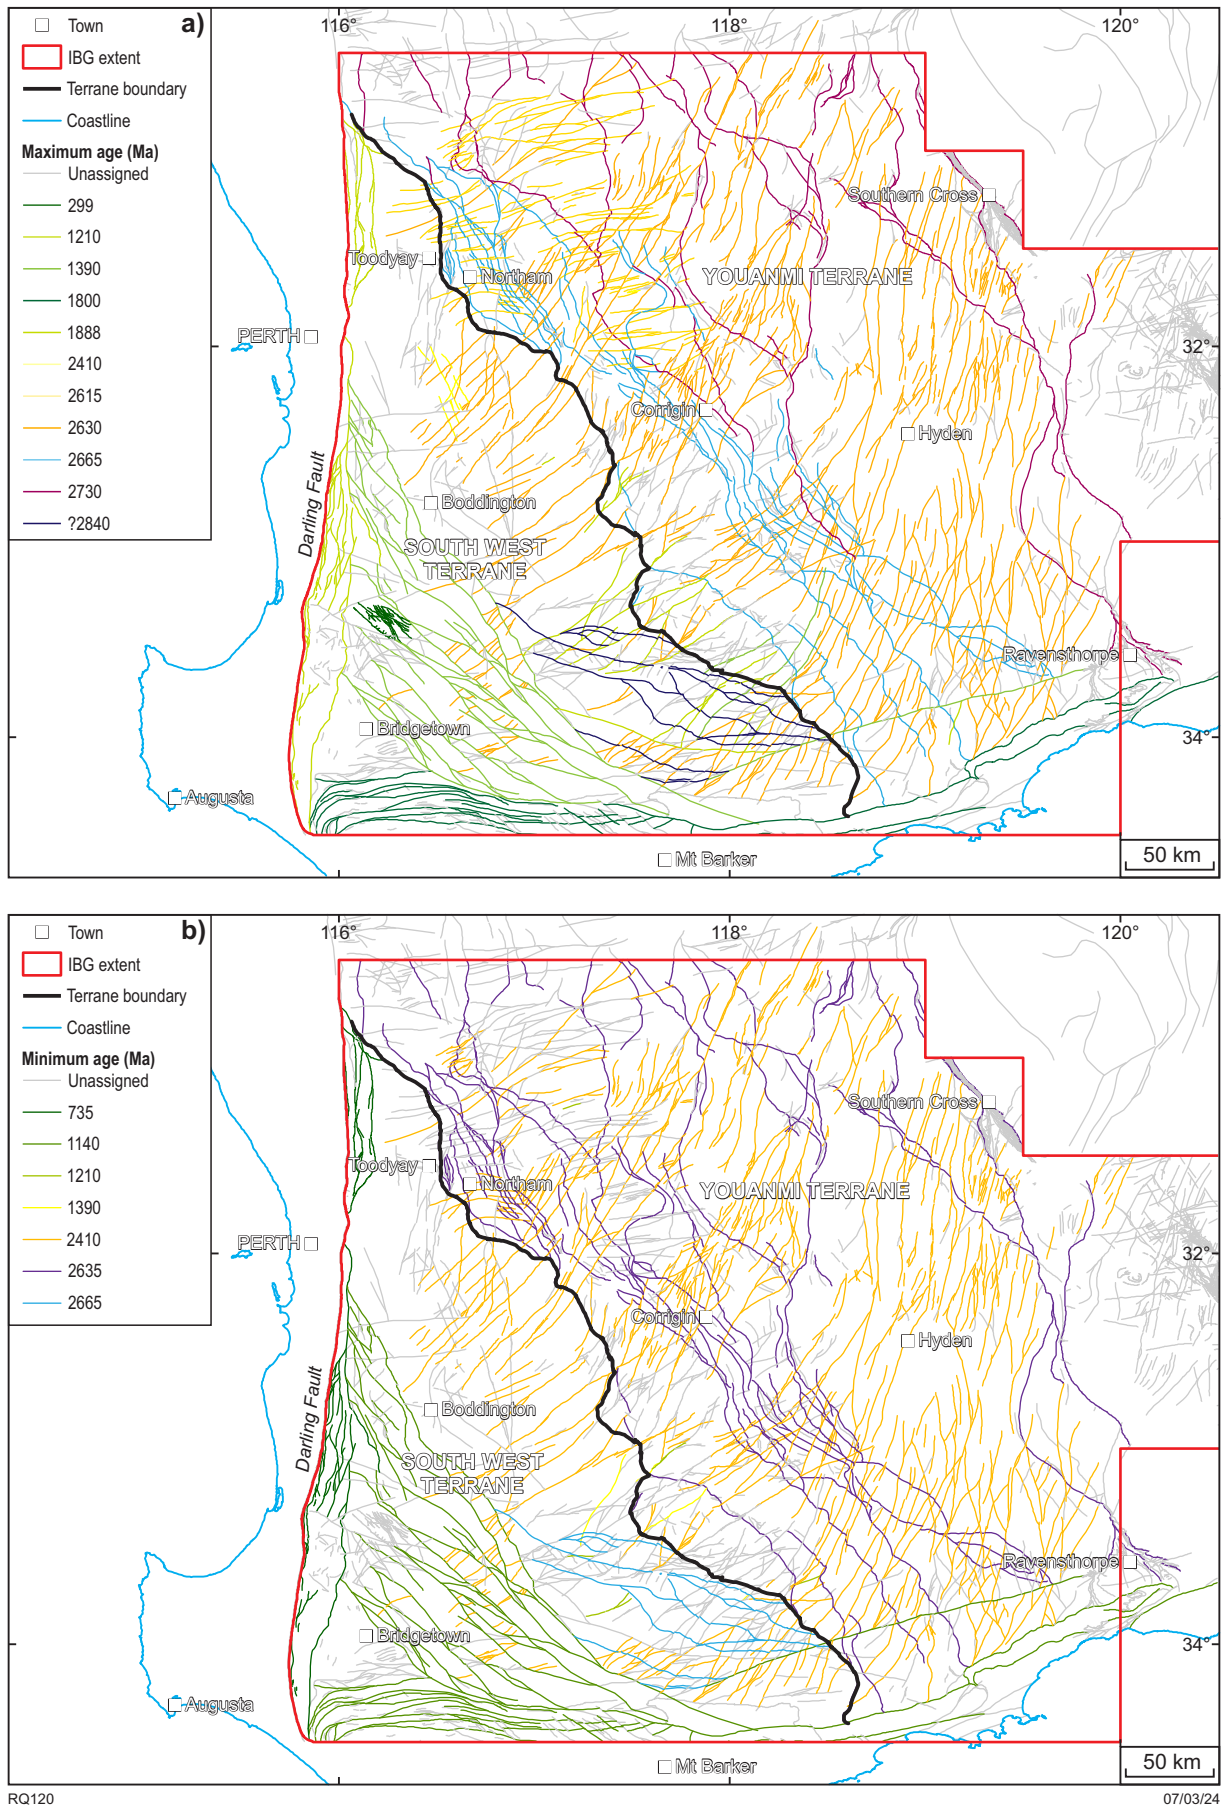 a)
116°
118°
120°
Town
IBG extent
Terrane boundary
Coastline
Maximum age (Ma)
Unassigned
299
1210
1390
1800
1888
2410
2615
2630
2665
2730
?2840
Southern Cross
Toodyay
Northam
YOUANMI TERRANE
PERTH
32°
Corrigin
Hyden
Darling Fault
Boddington
SOUTH WEST
TERRANE
Ravensthorpe
Bridgetown
34°
Augusta
Mt Barker
50 km
b)
116°
118°
120°
Town
IBG extent
Terrane boundary
Coastline
Minimum age (Ma)
Unassigned
735
1140
1210
1390
2410
2635
2665
Southern Cross
Toodyay
Northam
YOUANMI TERRANE
PERTH
32°
Corrigin
Hyden
Darling Fault
Boddington
SOUTH WEST
TERRANE
Ravensthorpe
Bridgetown
34°
Augusta
Mt Barker
50 km
RQ120
07/03/24